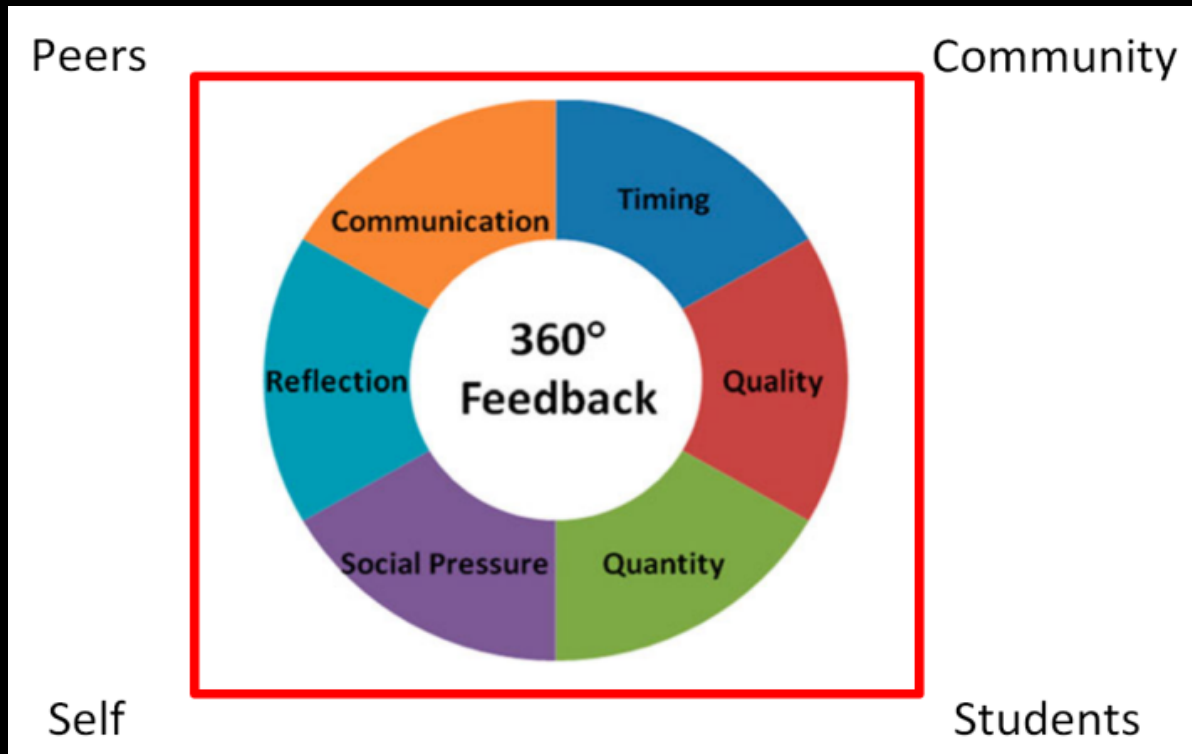 Peers
Community
Communication
Timing
Reflection
360°
Feedback
Quality
Social Pressure
Quantity
Self
Students